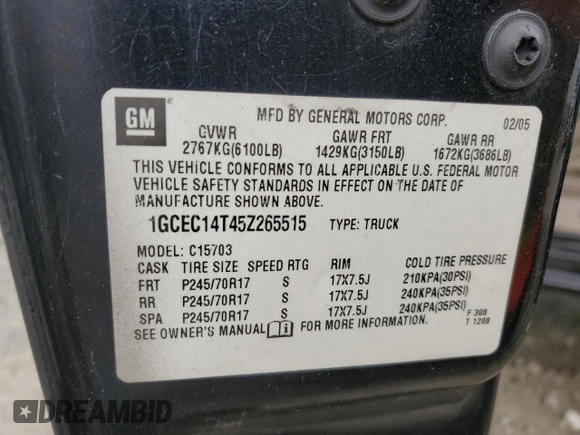 GM
MFD BY GENERAL MOTORS CORP. 02/05
GVWR GAWR FRT GAWR RR
2767KG(6100LB) 1429KG(3150LB) 1672KG(3686LB)
THIS VEHICLE CONFORMS TO ALL APPLICABLE U.S. FEDERAL MOTOR
VEHICLE SAFETY STANDARDS IN EFFECT ON THE DATE OF
MANUFACTURE SHOWN ABOVE.
1GCEC14T45Z265515 TYPE: TRUCK
MODEL: C15703
CASK TIRE SIZE SPEED RTG RIM COLD TIRE PRESSURE
FRT P245/70R17 S 17X7.5J 210KPA(30PSI)
RR P245/70R17 S 17X7.5J 240KPA(35PSI)
SPA P245/70R17 S 17X7.5J 240KPA(35PSI)
SEE OWNER'S MANUAL FOR MORE INFORMATION.
F 308
T 1208
DREAMBID